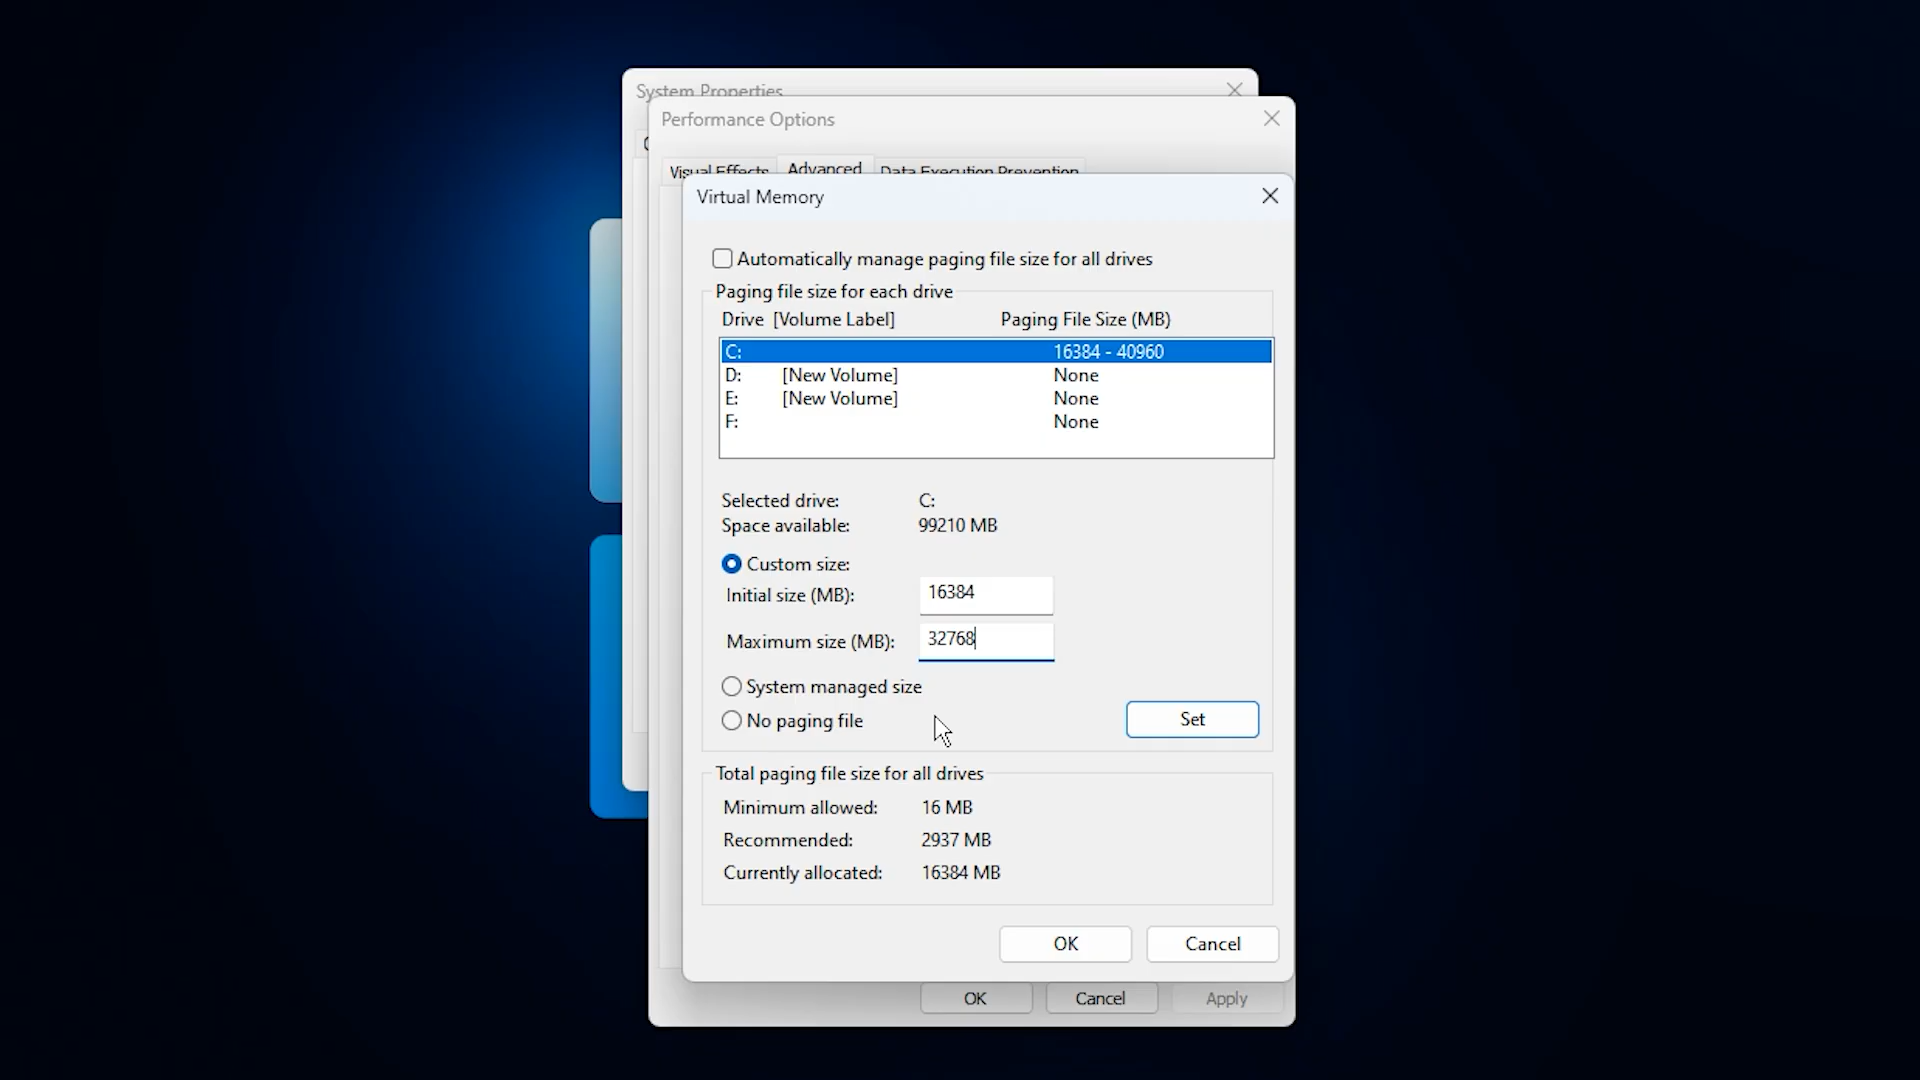 System Properties
Performance Options
Visual Effects Advanced Data Execution Prevention
Virtual Memory
Automatically manage paging file size for all drives
Paging file size for each drive
Drive [Volume Label] Paging File Size (MB)
C: 16384 - 40960
D: [New Volume] None
E: [New Volume] None
F: None
Selected drive: C:
Space available: 99210 MB
Custom size:
Initial size (MB): 16384
Maximum size (MB): 32768
System managed size
No paging file
Set
Total paging file size for all drives
Minimum allowed: 16 MB
Recommended: 2937 MB
Currently allocated: 16384 MB
OK Cancel
OK Cancel Apply